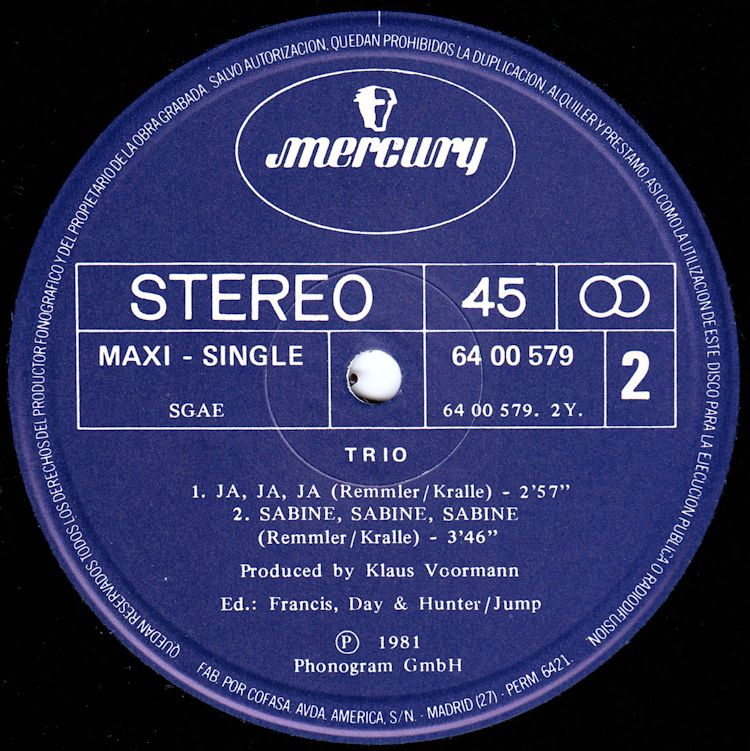 mercury
STEREO
45
MAXI - SINGLE
64 00 579
2
SGAE
64 00 579. 2Y.
TRIO
1. JA, JA, JA (Remmler/Kralle) - 2'57"
2. SABINE, SABINE, SABINE
(Remmler/Kralle) - 3'46"
Produced by Klaus Voormann
Ed.: Francis, Day & Hunter/Jump
Ⓟ 1981
Phonogram GmbH
QUEDAN RESERVADOS TODOS LOS DERECHOS DEL PRODUCTOR FONOGRAFICO Y DEL PROPIETARIO DE LA OBRA GRABADA. SALVO AUTORIZACION, QUEDAN PROHIBIDOS LA DUPLICACION, ALQUILER Y PRESTAMO, ASI COMO LA UTILIZACION DE ESTE DISCO PARA LA EJECUCION PUBLICA O RADIODIFUSION.
FAB. POR COFASA. AVDA. AMERICA, S/N. - MADRID (27) - PERM. 6421.